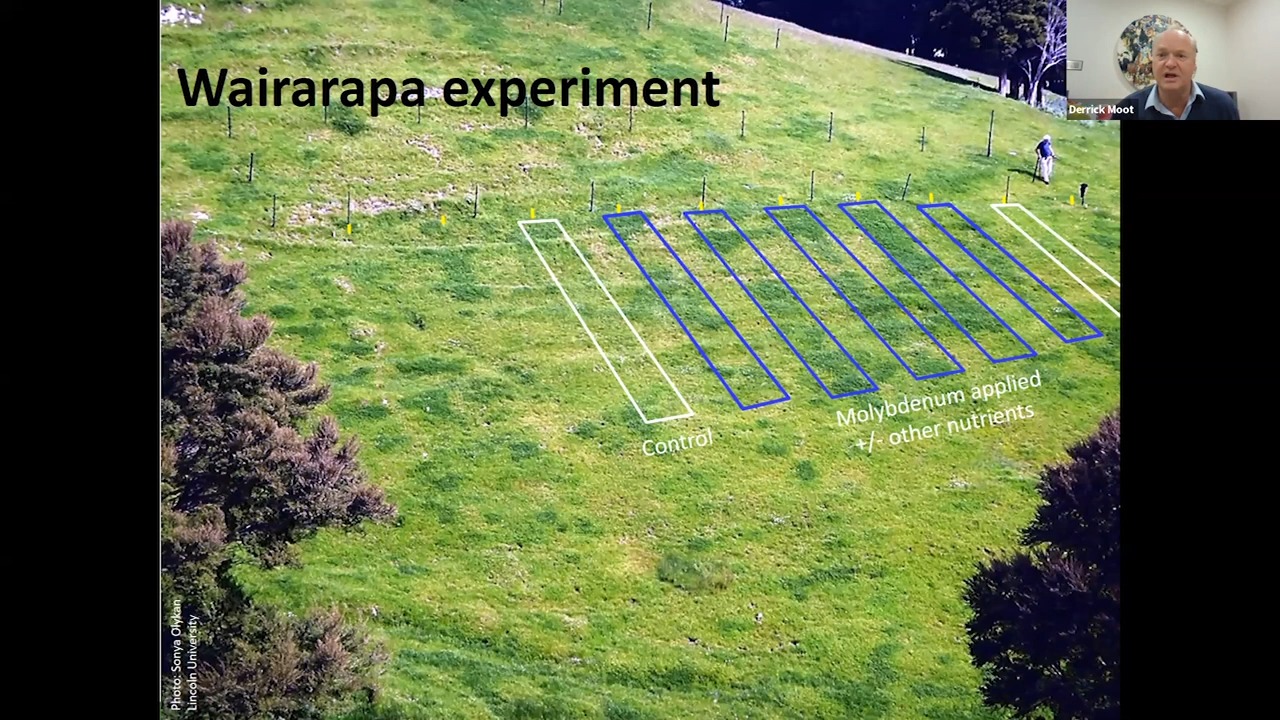 Wairarapa experiment
Derrick Moot
Control
Molybdenum applied
+/- other nutrients
Photo: Sonya Olykan
Lincoln University